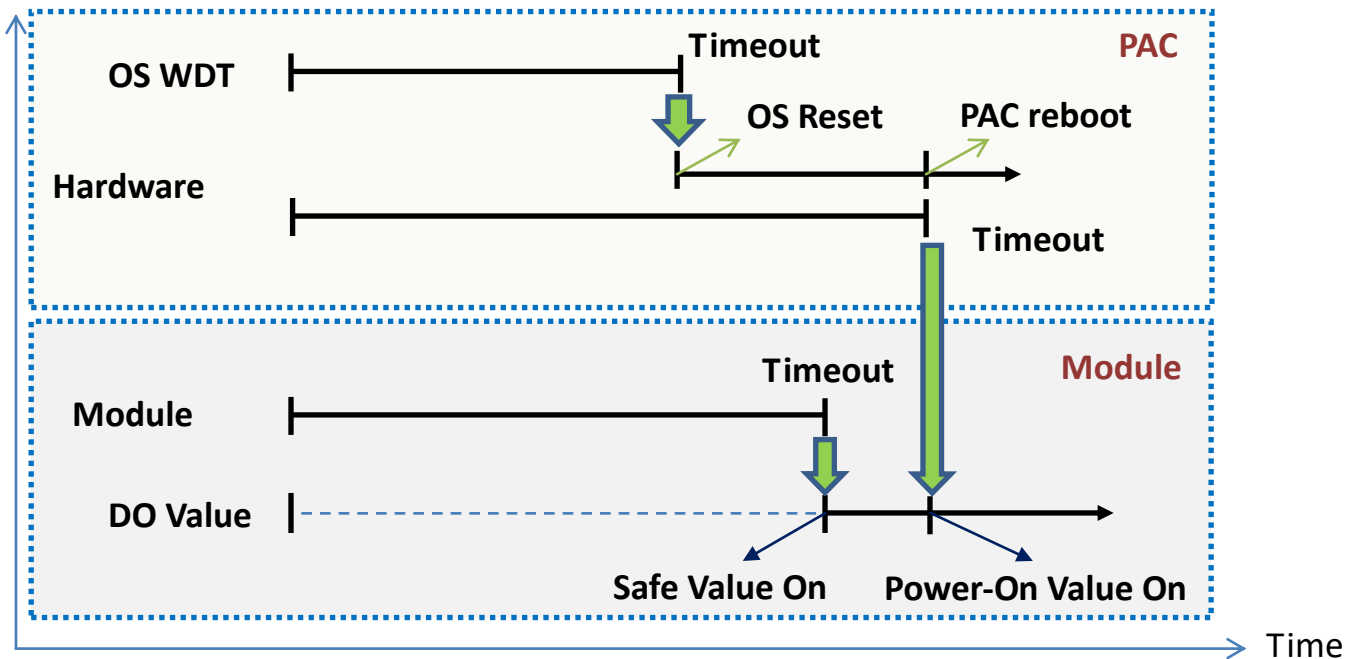 PAC
Timeout
OS WDT
OS Reset
PAC reboot
Hardware
Timeout
Module
Timeout
Module
DO Value
Safe Value On
Power-On Value On
Time